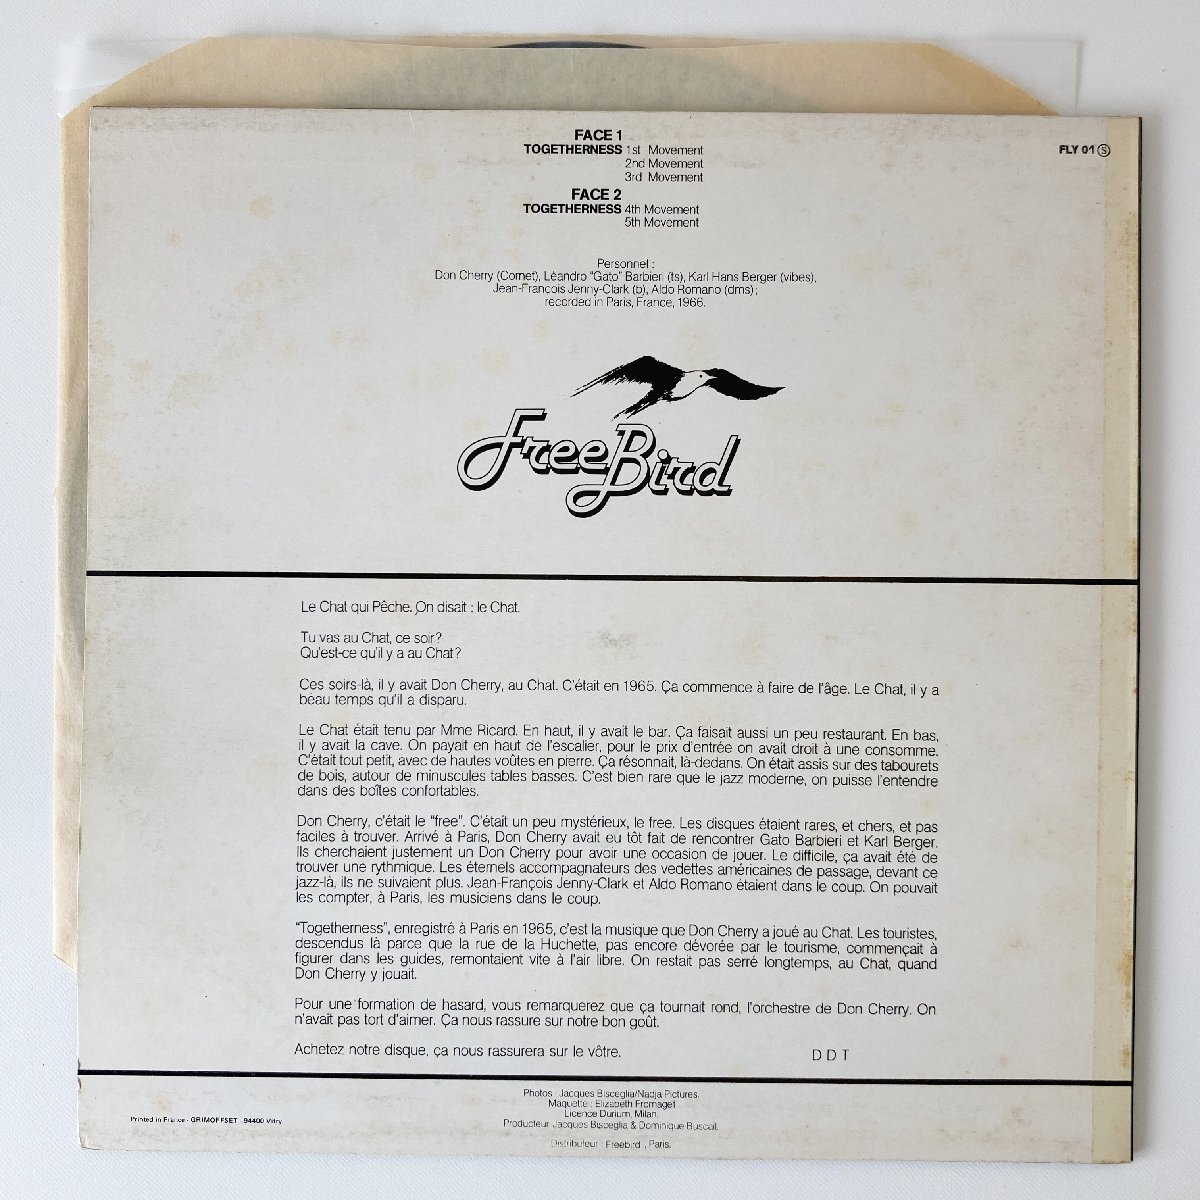 FACE 1
TOGETHERNESS 1st Movement
2nd Movement
3rd Movement
FLY 01 Ⓢ
FACE 2
TOGETHERNESS 4th Movement
5th Movement
Personnel :
Don Cherry (Cornet), Léandro "Gato" Barbieri (ts), Karl Hans Berger (vibes),
Jean-François Jenny-Clark (b), Aldo Romano (dms);
recorded in Paris, France, 1966.
Free Bird
Le Chat qui Pêche. On disait : le Chat.
Tu vas au Chat, ce soir?
Qu'est-ce qu'il y a au Chat?
Ces soirs-là, il y avait Don Cherry, au Chat. C'était en 1965. Ça commence à faire de l'âge. Le Chat, il y a
beau temps qu'il a disparu.
Le Chat était tenu par Mme Ricard. En haut, il y avait le bar. Ça faisait aussi un peu restaurant. En bas,
il y avait la cave. On payait en haut de l'escalier, pour le prix d'entrée on avait droit à une consomme.
C'était tout petit, avec de hautes voûtes en pierre. Ça résonnait, là-dedans. On était assis sur des tabourets
de bois, autour de minuscules tables basses. C'est bien rare que le jazz moderne, on puisse l'entendre
dans des boîtes confortables.
Don Cherry, c'était le "free". C'était un peu mystérieux, le free. Les disques étaient rares, et chers, et pas
faciles à trouver. Arrivé à Paris, Don Cherry avait eu tôt fait de rencontrer Gato Barbieri et Karl Berger.
Ils cherchaient justement un Don Cherry pour avoir une occasion de jouer. Le difficile, ça avait été de
trouver une rythmique. Les éternels accompagnateurs des vedettes américaines de passage, devant ce
jazz-là, ils ne suivaient plus. Jean-François Jenny-Clark et Aldo Romano étaient dans le coup. On pouvait
les compter, à Paris, les musiciens dans le coup.
"Togetherness", enregistré à Paris en 1965, c'est la musique que Don Cherry a joué au Chat. Les touristes,
descendus là parce que la rue de la Huchette, pas encore dévorée par le tourisme, commençait à
figurer dans les guides, remontaient vite à l'air libre. On restait pas serré longtemps, au Chat, quand
Don Cherry y jouait.
Pour une formation de hasard, vous remarquerez que ça tournait rond, l'orchestre de Don Cherry. On
n'avait pas tort d'aimer. Ça nous rassure sur notre bon goût.
Achetez notre disque, ça nous rassurera sur le vôtre.
D D T
Photos : Jacques Bisceglia/Nadja Pictures.
Maquette : Elizabeth Fromaget
Licence Durium, Milan.
Producteur Jacques Bisceglia & Dominique Buscail.
Distributeur : Freebird, Paris.
Printed in France - GRIMOFFSET - 94400 Vitry